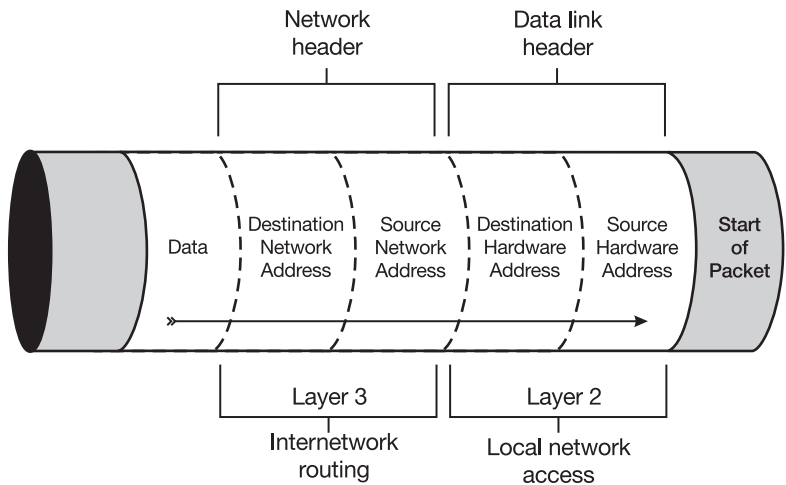 Network
header
Data link
header
Data
Destination
Network
Address
Source
Network
Address
Destination
Hardware
Address
Source
Hardware
Address
Start
of
Packet
Layer 3
Internetwork
routing
Layer 2
Local network
access